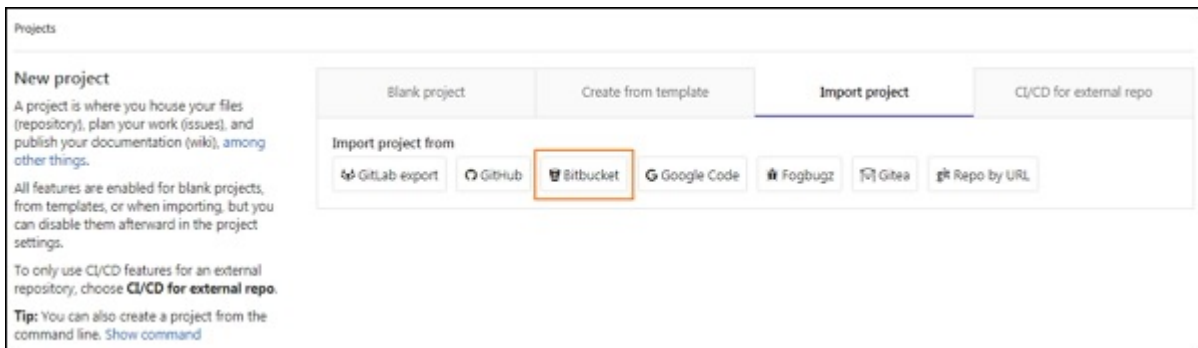 Projects
New project
A project is where you house your files
(repository), plan your work (issues), and
publish your documentation (wiki), among
other things.
All features are enabled for blank projects,
from templates, or when importing, but you
can disable them afterward in the project
settings.
To only use CI/CD features for an external
repository, choose CI/CD for external repo.
Tip: You can also create a project from the
command line. Show command
Blank project
Create from template
Import project
CI/CD for external repo
Import project from
GitLab export
GitHub
Bitbucket
Google Code
Fogbugz
Gitea
git Repo by URL